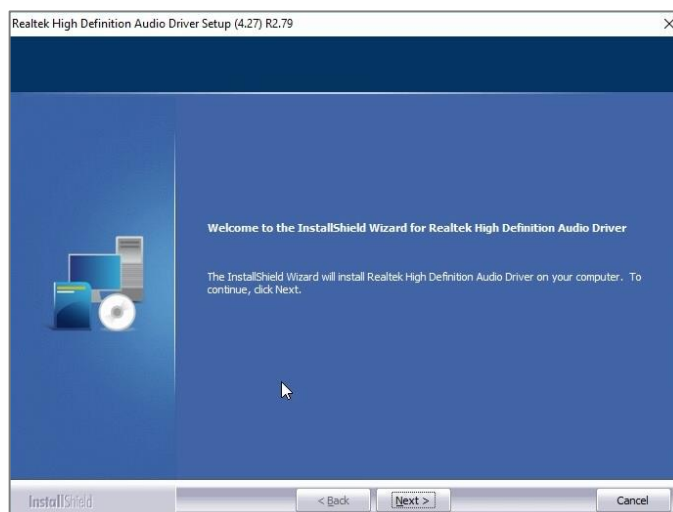 Realtek High Definition Audio Driver Setup (4.27) R2.79
Welcome to the InstallShield Wizard for Realtek High Definition Audio Driver
The InstallShield Wizard will install Realtek High Definition Audio Driver on your computer. To
continue, click Next.
InstallShield
< Back
Next >
Cancel